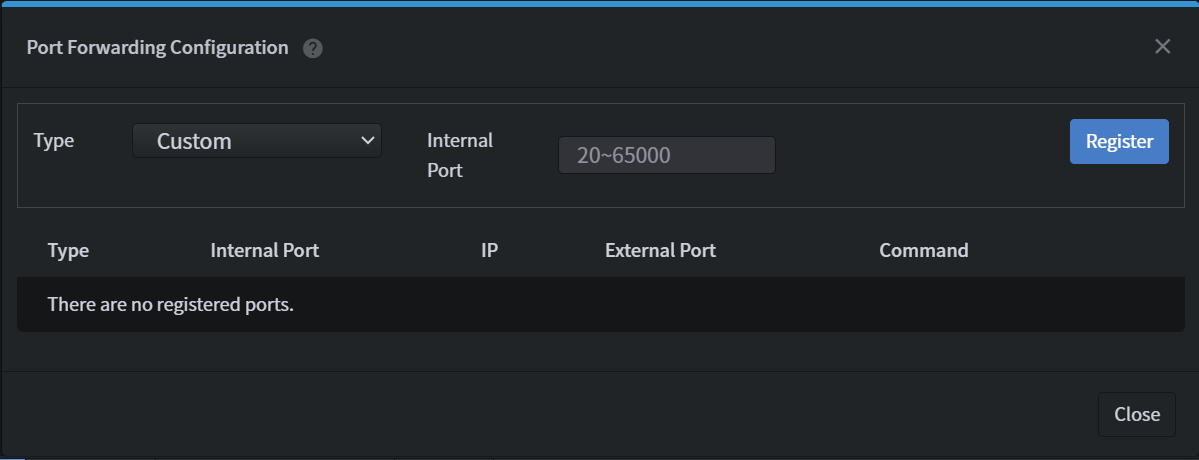 Port Forwarding Configuration ?
Type Custom Internal Port 20~65000 Register
Type Internal Port IP External Port Command
There are no registered ports.
Close